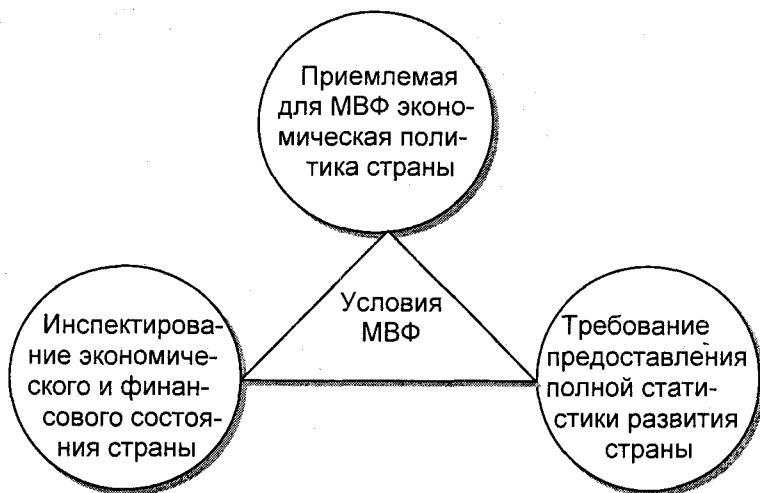 Приемлемая
для МВФ эконо-
мическая поли-
тика страны
Условия
МВФ
Инспектирова-
ние экономиче-
ского и финан-
сового состоя-
ния страны
Требование
предоставления
полной стати-
стики развития
страны